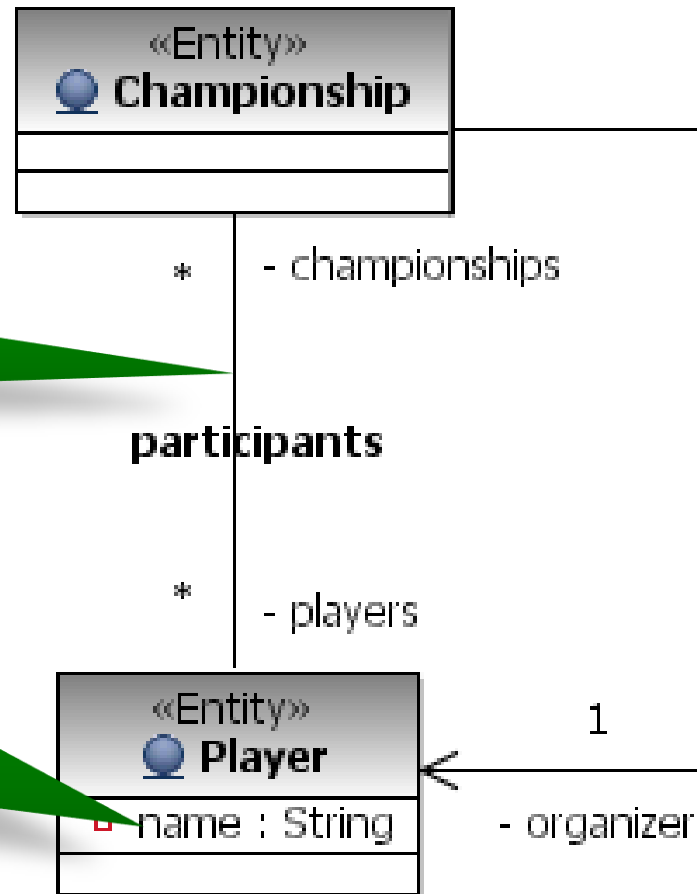 «Entity»
Championship
* - championships
participants
* - players
«Entity»
Player
1
name : String
- organizer